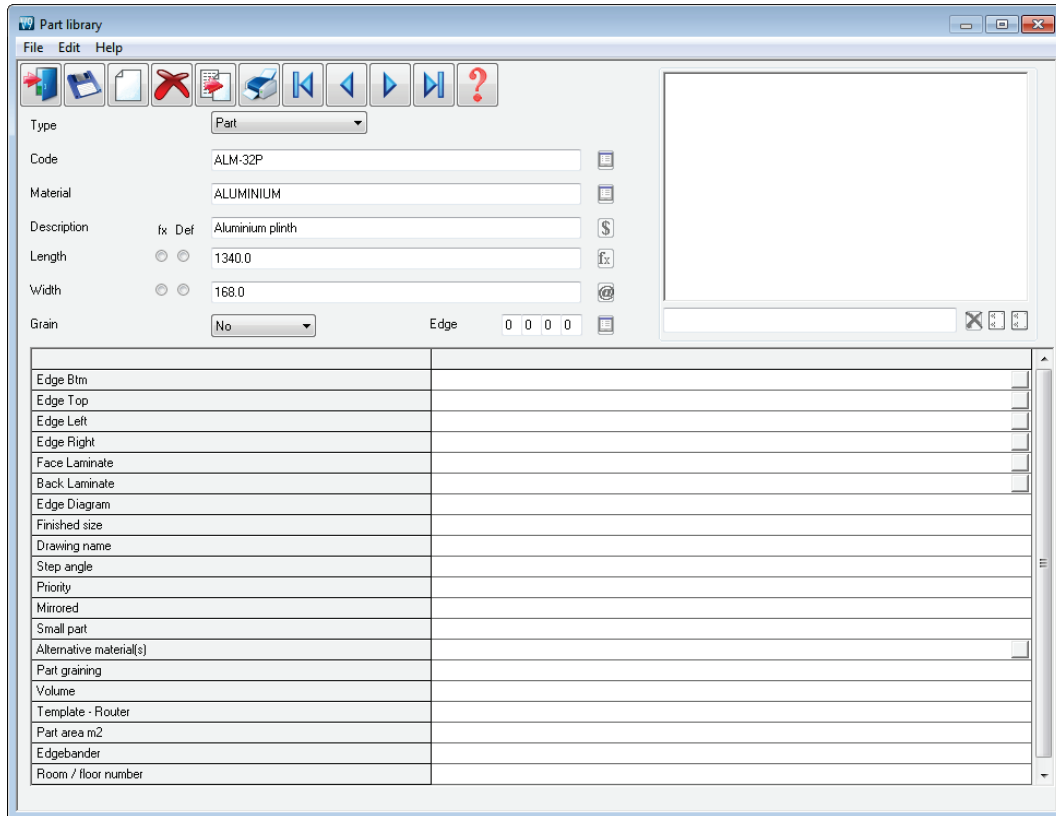 Part library
File Edit Help
?
Type Part
Code ALM-32P
Material ALUMINIUM
Description fx Def Aluminium plinth $
Length 1340.0 fx
Width 168.0 @
Grain No Edge 0 0 0 0
Edge Btm
Edge Top
Edge Left
Edge Right
Face Laminate
Back Laminate
Edge Diagram
Finished size
Drawing name
Step angle
Priority
Mirrored
Small part
Alternative material(s)
Part graining
Volume
Template - Router
Part area m2
Edgebander
Room / floor number